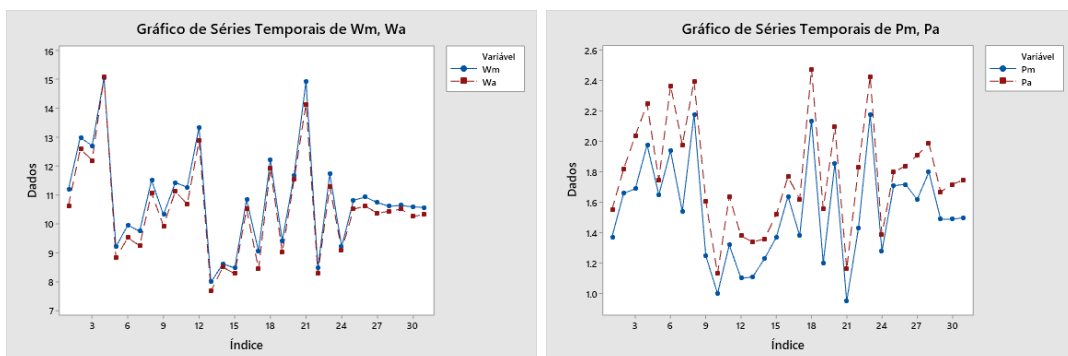 Gráfico de Séries Temporais de Wm, Wa
16
15
14
13
12
11
10
9
8
7
Dados
3 6 9 12 15 18 21 24 27 30
Índice
Variável
Wm
Wa
Gráfico de Séries Temporais de Pm, Pa
2.6
2.4
2.2
2.0
1.8
1.6
1.4
1.2
1.0
Dados
3 6 9 12 15 18 21 24 27 30
Índice
Variável
Pm
Pa